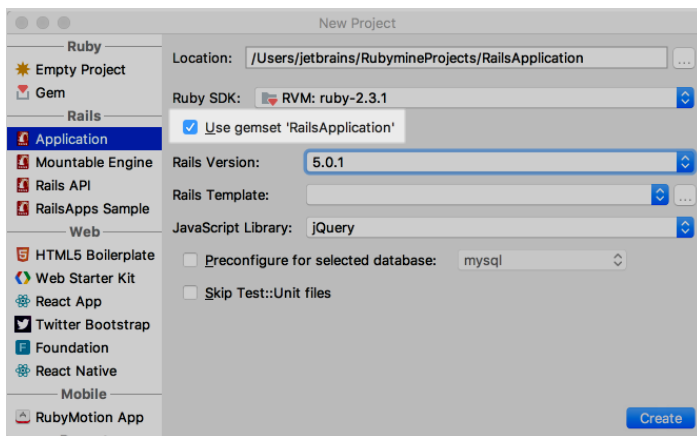 New Project
Ruby
Empty Project
Gem
Rails
Application
Mountable Engine
Rails API
RailsApps Sample
Web
HTML5 Boilerplate
Web Starter Kit
React App
Twitter Bootstrap
Foundation
React Native
Mobile
RubyMotion App
Location: /Users/jetbrains/RubymineProjects/RailsApplication ...
Ruby SDK: RVM: ruby-2.3.1
Use gemset 'RailsApplication'
Rails Version: 5.0.1
Rails Template: ...
JavaScript Library: jQuery
Preconfigure for selected database: mysql
Skip Test::Unit files
Create